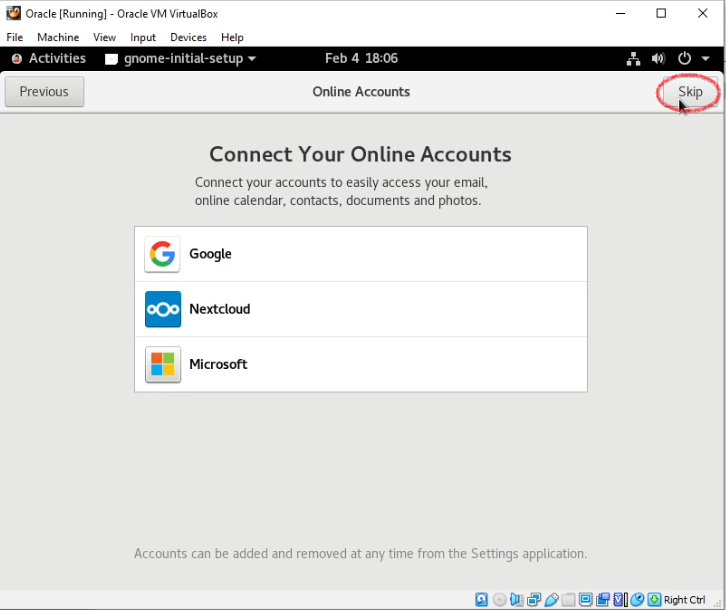 Oracle [Running] - Oracle VM VirtualBox
File Machine View Input Devices Help
Activities gnome-initial-setup Feb 4 18:06
Previous Online Accounts Skip
Connect Your Online Accounts
Connect your accounts to easily access your email,
online calendar, contacts, documents and photos.
Google
Nextcloud
Microsoft
Accounts can be added and removed at any time from the Settings application.
Right Ctrl